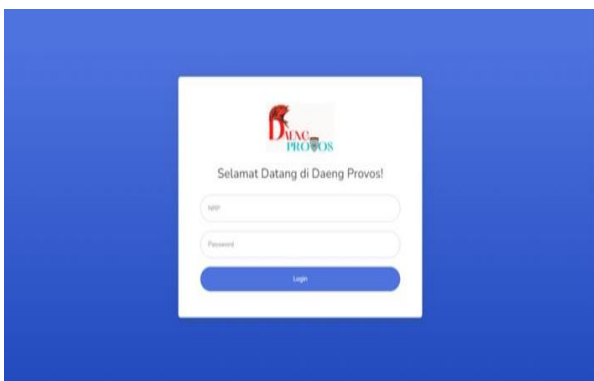 DAENG
PROVOS
Selamat Datang di Daeng Provos!
NRP
Password
Login